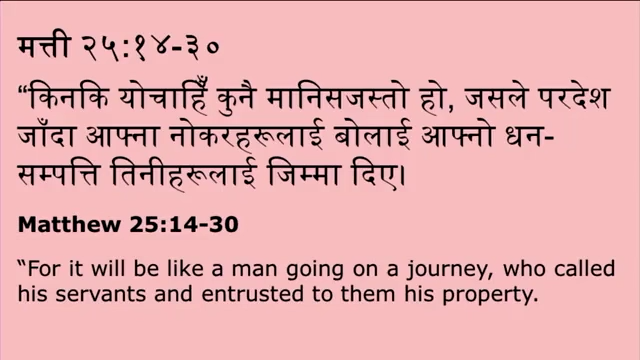 मत्ती २५:१४-३०
“किनकि योचाहिँ कुनै मानिसजस्तो हो, जसले परदेश
जाँदा आफ्ना नोकरहरूलाई बोलाई आफ्नो धन-
सम्पत्ति तिनीहरूलाई जिम्मा दिए।
Matthew 25:14-30
“For it will be like a man going on a journey, who called
his servants and entrusted to them his property.